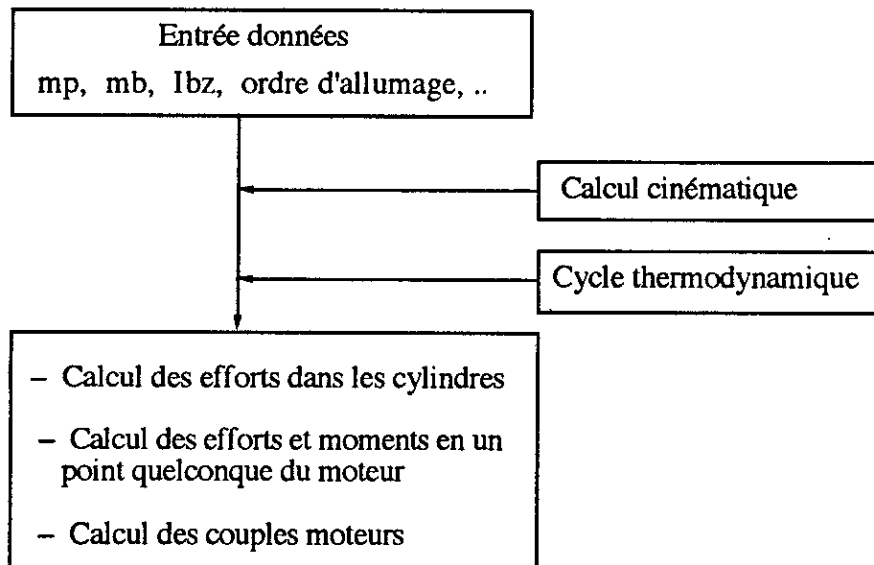 Entrée données
mp, mb, Ibz, ordre d'allumage, ..
Calcul cinématique
Cycle thermodynamique
– Calcul des efforts dans les cylindres
– Calcul des efforts et moments en un
point quelconque du moteur
– Calcul des couples moteurs